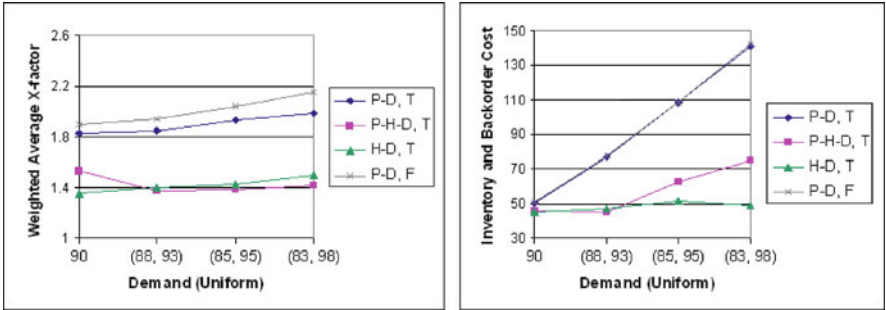 Weighted Average X-factor
2.6
2.2
1.8
1.4
1
90
(88, 93)
(85, 95)
(83, 98)
Demand (Uniform)
P-D, T
P-H-D, T
H-D, T
P-D, F
Inventory and Backorder Cost
150
130
110
90
70
50
30
90
(88, 93)
(85, 95)
(83, 98)
Demand (Uniform)
P-D, T
P-H-D, T
H-D, T
P-D, F